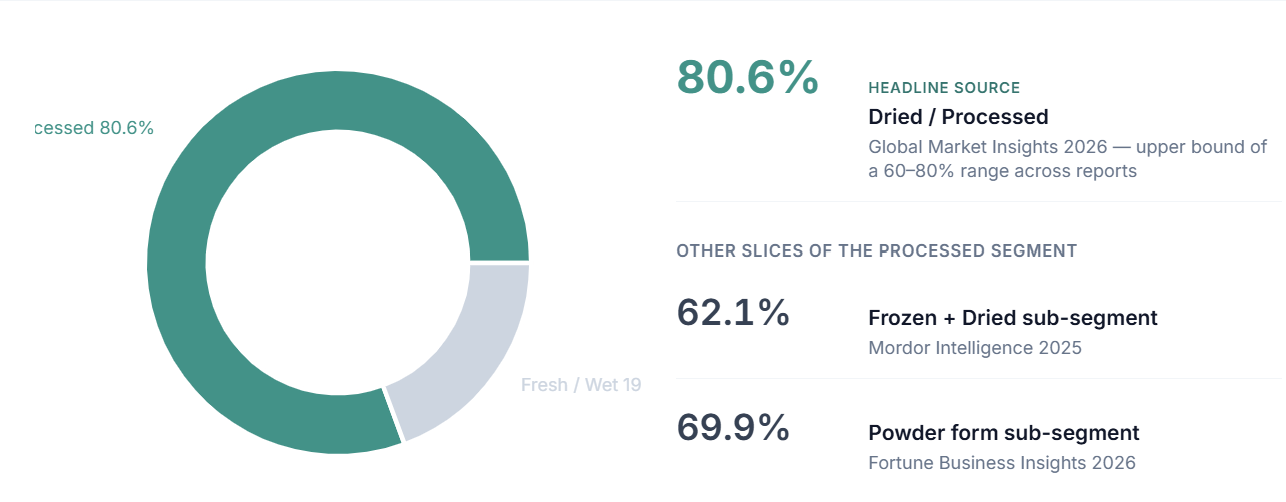 80.6%
HEADLINE SOURCE
Dried / Processed
Global Market Insights 2026 — upper bound of
a 60–80% range across reports
cessed 80.6%
OTHER SLICES OF THE PROCESSED SEGMENT
62.1%
Frozen + Dried sub-segment
Mordor Intelligence 2025
Fresh / Wet 19
69.9%
Powder form sub-segment
Fortune Business Insights 2026